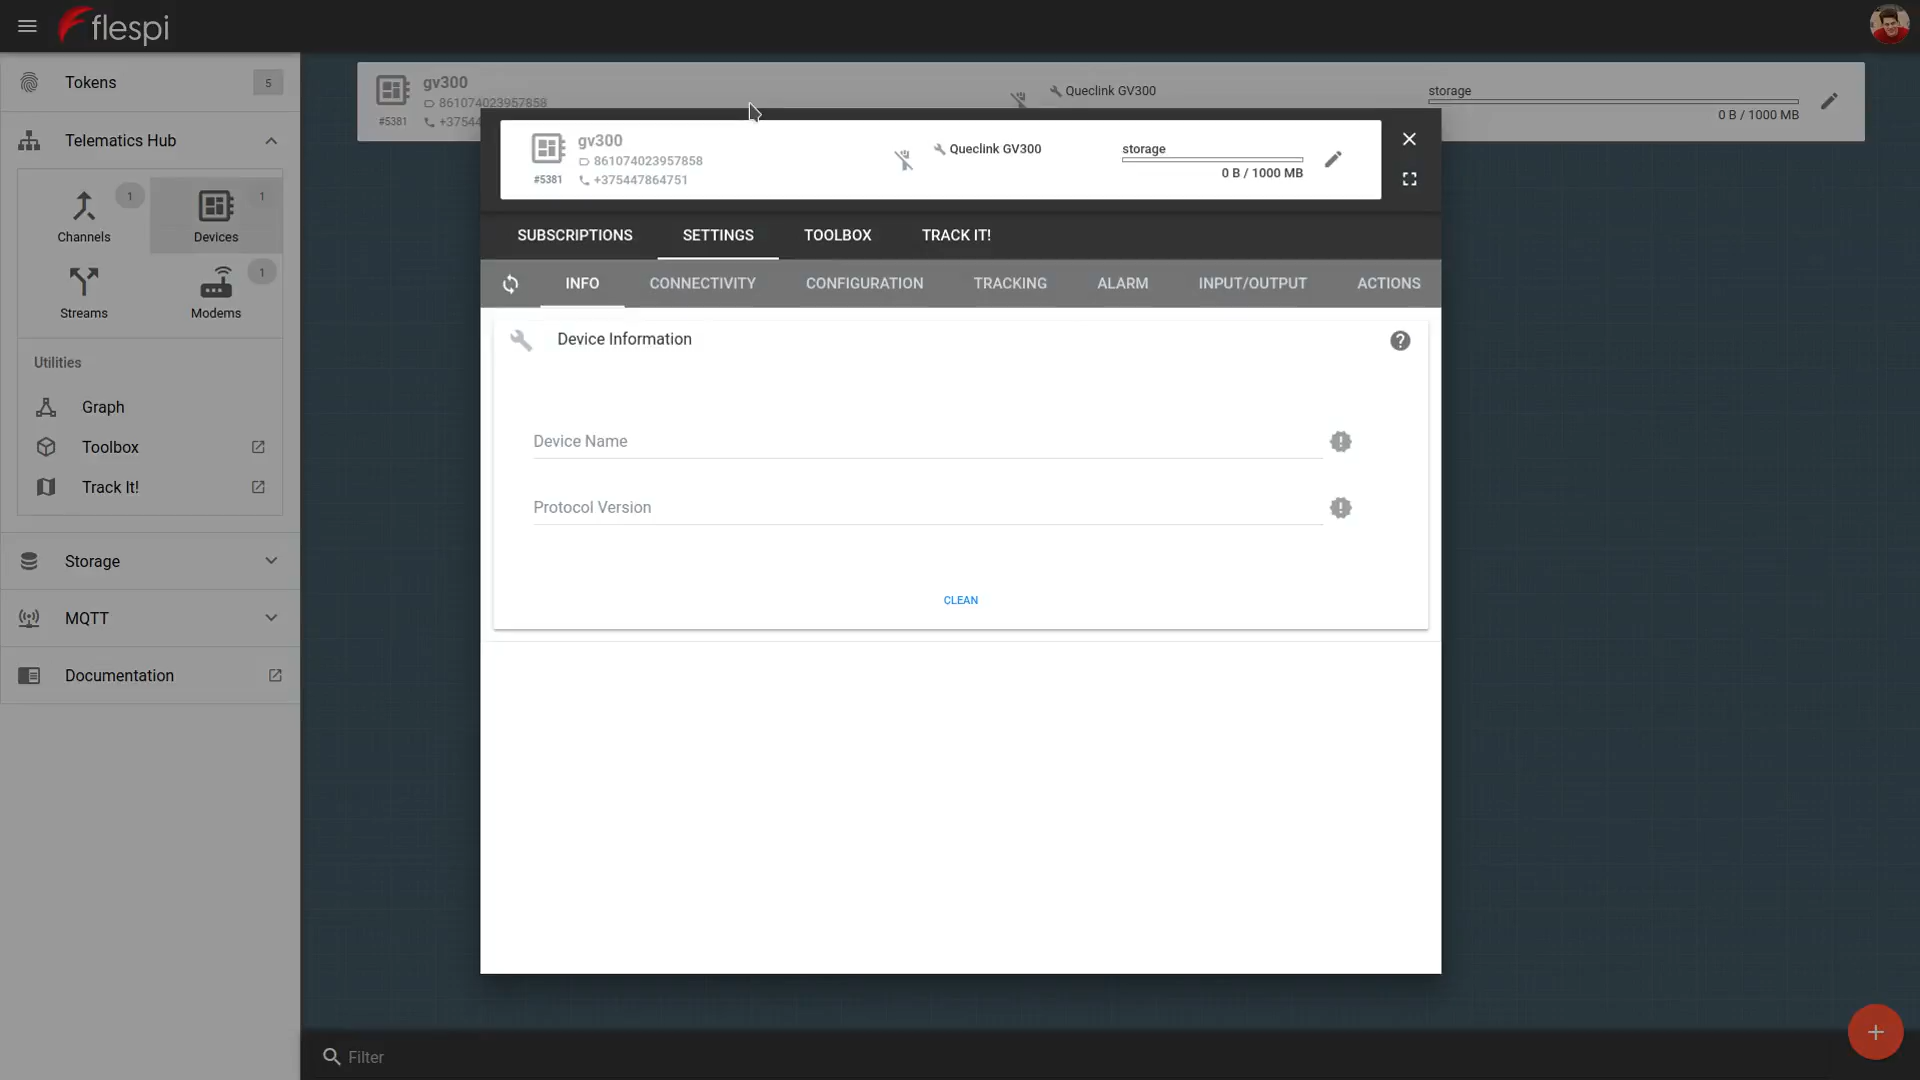 flespi
Tokens
5
Telematics Hub
1
Channels
1
Devices
Streams
1
Modems
Utilities
Graph
Toolbox
Track It!
Storage
MQTT
Documentation
gv300
861074023957858
#5381
+37544
Queclink GV300
storage
0 B / 1000 MB
gv300
861074023957858
#5381
+375447864751
Queclink GV300
storage
0 B / 1000 MB
SUBSCRIPTIONS
SETTINGS
TOOLBOX
TRACK IT!
INFO
CONNECTIVITY
CONFIGURATION
TRACKING
ALARM
INPUT/OUTPUT
ACTIONS
Device Information
Device Name
Protocol Version
CLEAN
Filter